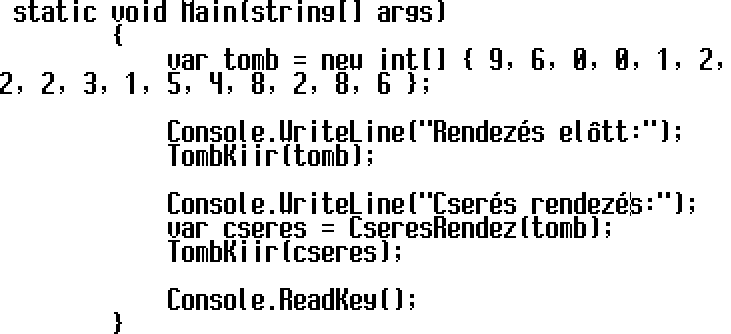 static void Main(string[] args)
{
var tomb = new int[] { 9, 6, 0, 0, 1, 2,
2, 2, 3, 1, 5, 4, 8, 2, 8, 6 };
Console.WriteLine("Rendezés előtt:");
TombKiir(tomb);
Console.WriteLine("Cserés rendezés:");
var cseres = CseresRendez(tomb);
TombKiir(cseres);
Console.ReadKey();
}